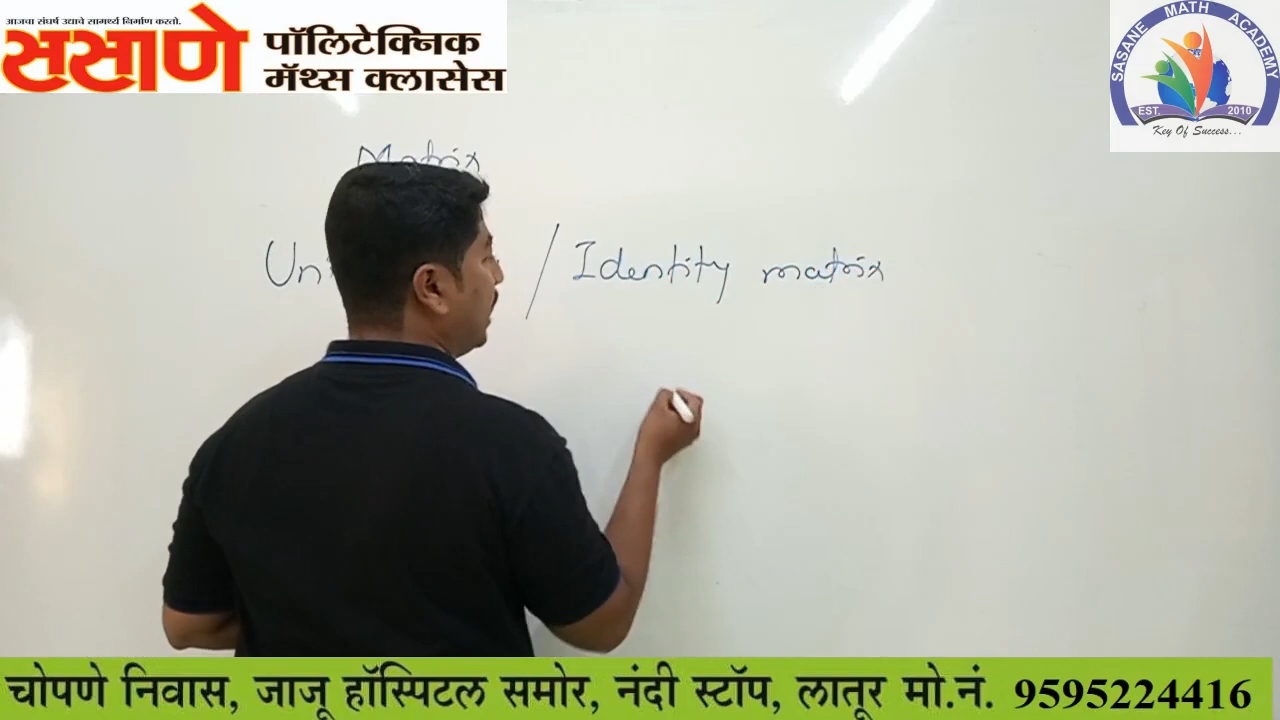 आजचा संघर्ष उद्याचे सामर्थ्य निर्माण करतो.
ससाणे
पॉलिटेक्निक
मॅथ्स क्लासेस
SASANE MATH ACADEMY
EST. 2010
Key Of Success...
Matrix
/ Identity matrix
चोपणे निवास, जाजू हॉस्पिटल समोर, नंदी स्टॉप, लातूर मो.नं. 9595224416